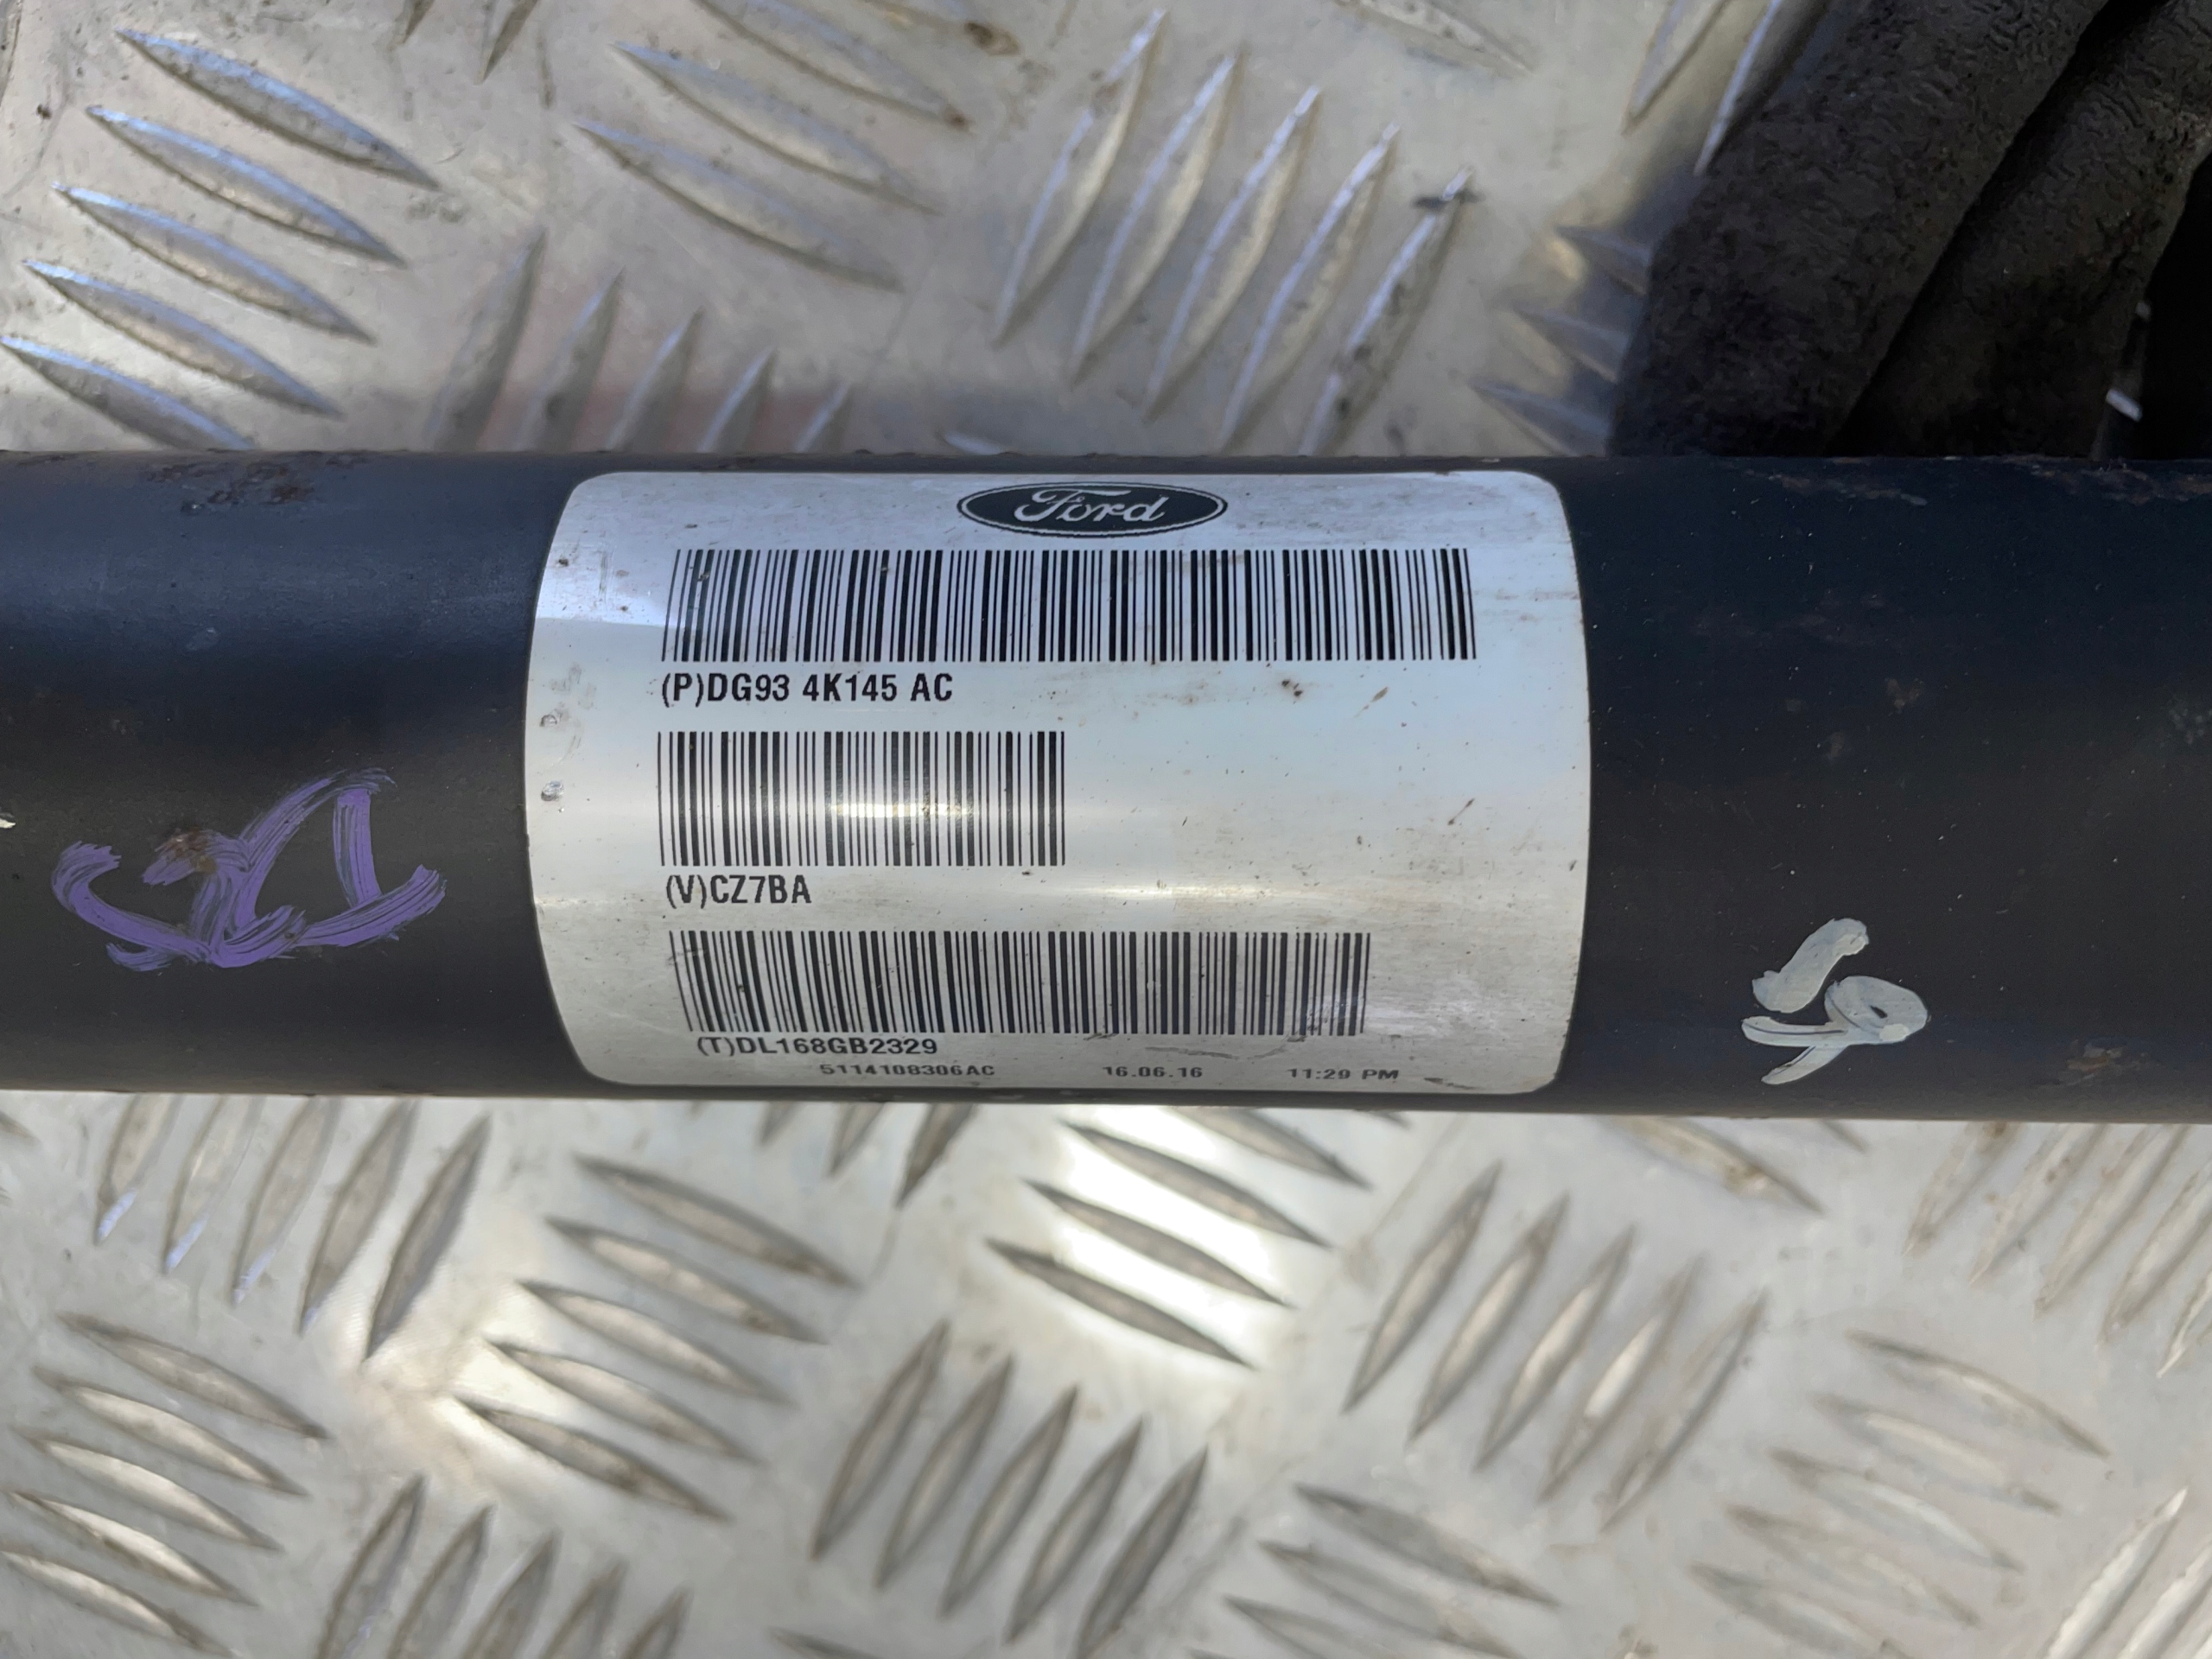 Ford
(P)DG93 4K145 AC
(V)CZ7BA
(T)DL168GB2329
5114108306AC 16.06.16 11:29 PM